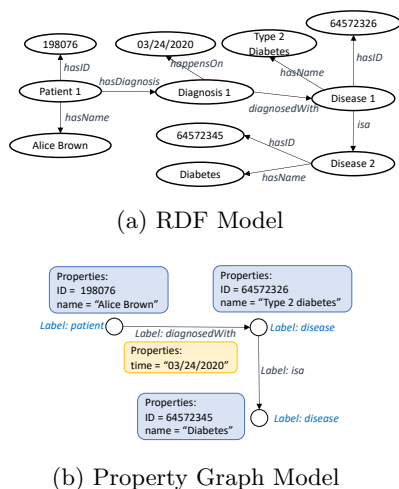 64572326
198076
03/24/2020
Type 2
Diabetes
happensOn
hasID
hasID
hasName
hasDiagnosis
Patient 1
Diagnosis 1
Disease 1
diagnosedWith
hasName
isa
64572345
hasID
Alice Brown
Disease 2
Diabetes
hasName
(a) RDF Model
Properties:
ID = 198076
name = “Alice Brown”
Properties:
ID = 64572326
name = “Type 2 diabetes”
Label: patient
Label: diagnosedWith
Label: disease
Properties:
time = “03/24/2020”
Label: isa
Properties:
ID = 64572345
name = “Diabetes”
Label: disease
(b) Property Graph Model